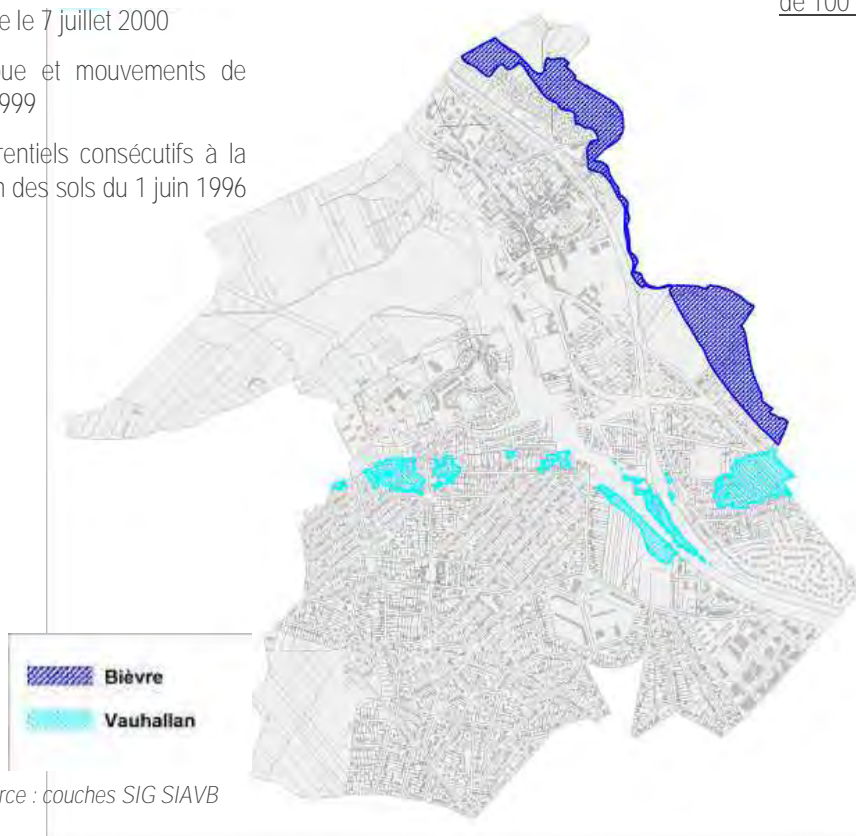 e le 7 juillet 2000
ue et mouvements de
999
rentiels consécutifs à la
n des sols du 1 juin 1996
de 100
Bièvre
Vauhallan
rce : couches SIG SIAVB